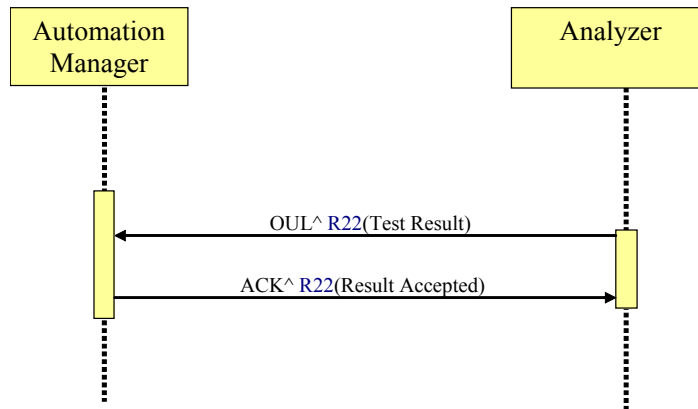 Automation
Manager
Analyzer
OUL^ R22(Test Result)
ACK^ R22(Result Accepted)